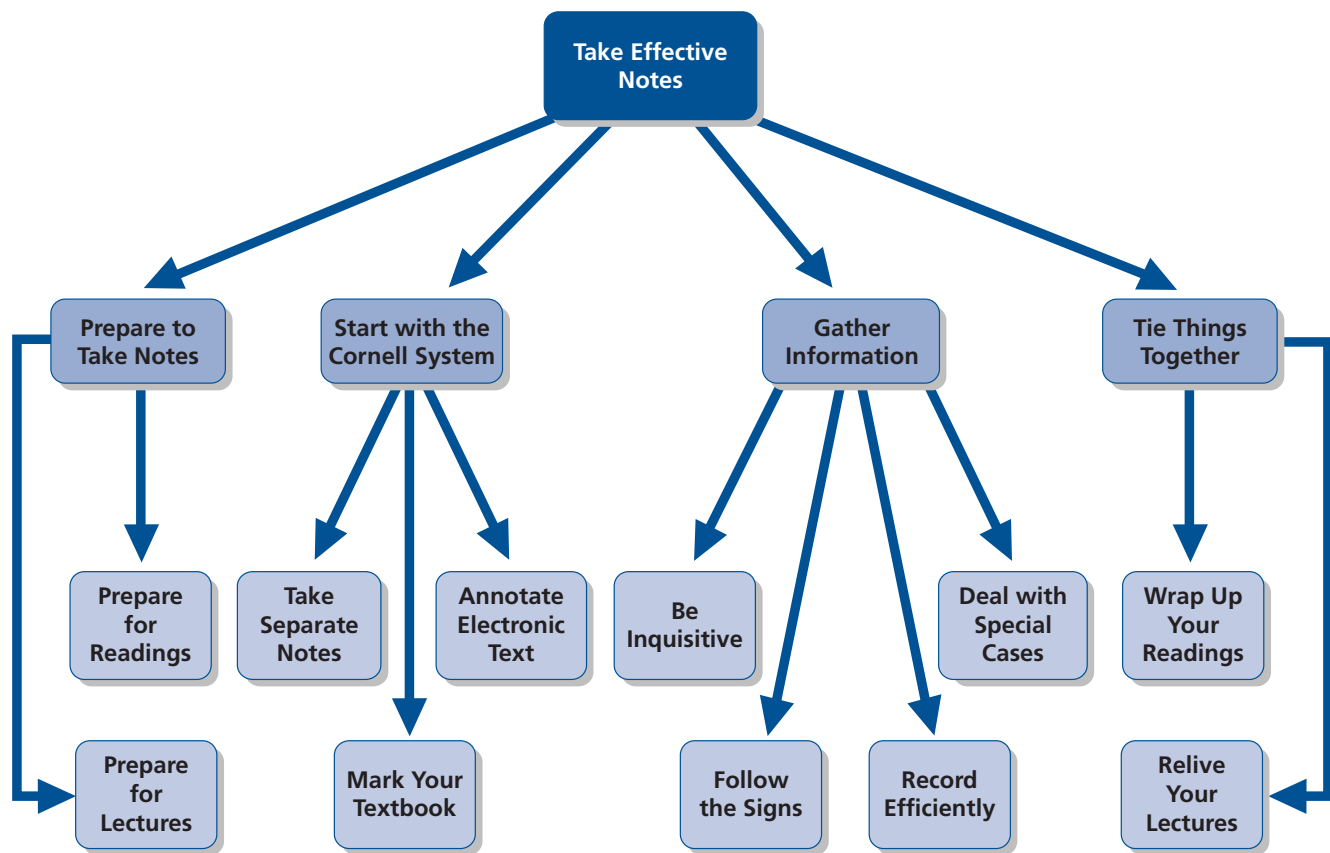 Take Effective
Notes
Prepare to
Take Notes
Start with the
Cornell System
Gather
Information
Tie Things
Together
Prepare
for
Readings
Take
Separate
Notes
Annotate
Electronic
Text
Be
Inquisitive
Deal with
Special
Cases
Wrap Up
Your
Readings
Prepare
for
Lectures
Mark Your
Textbook
Follow
the Signs
Record
Efficiently
Relive
Your
Lectures